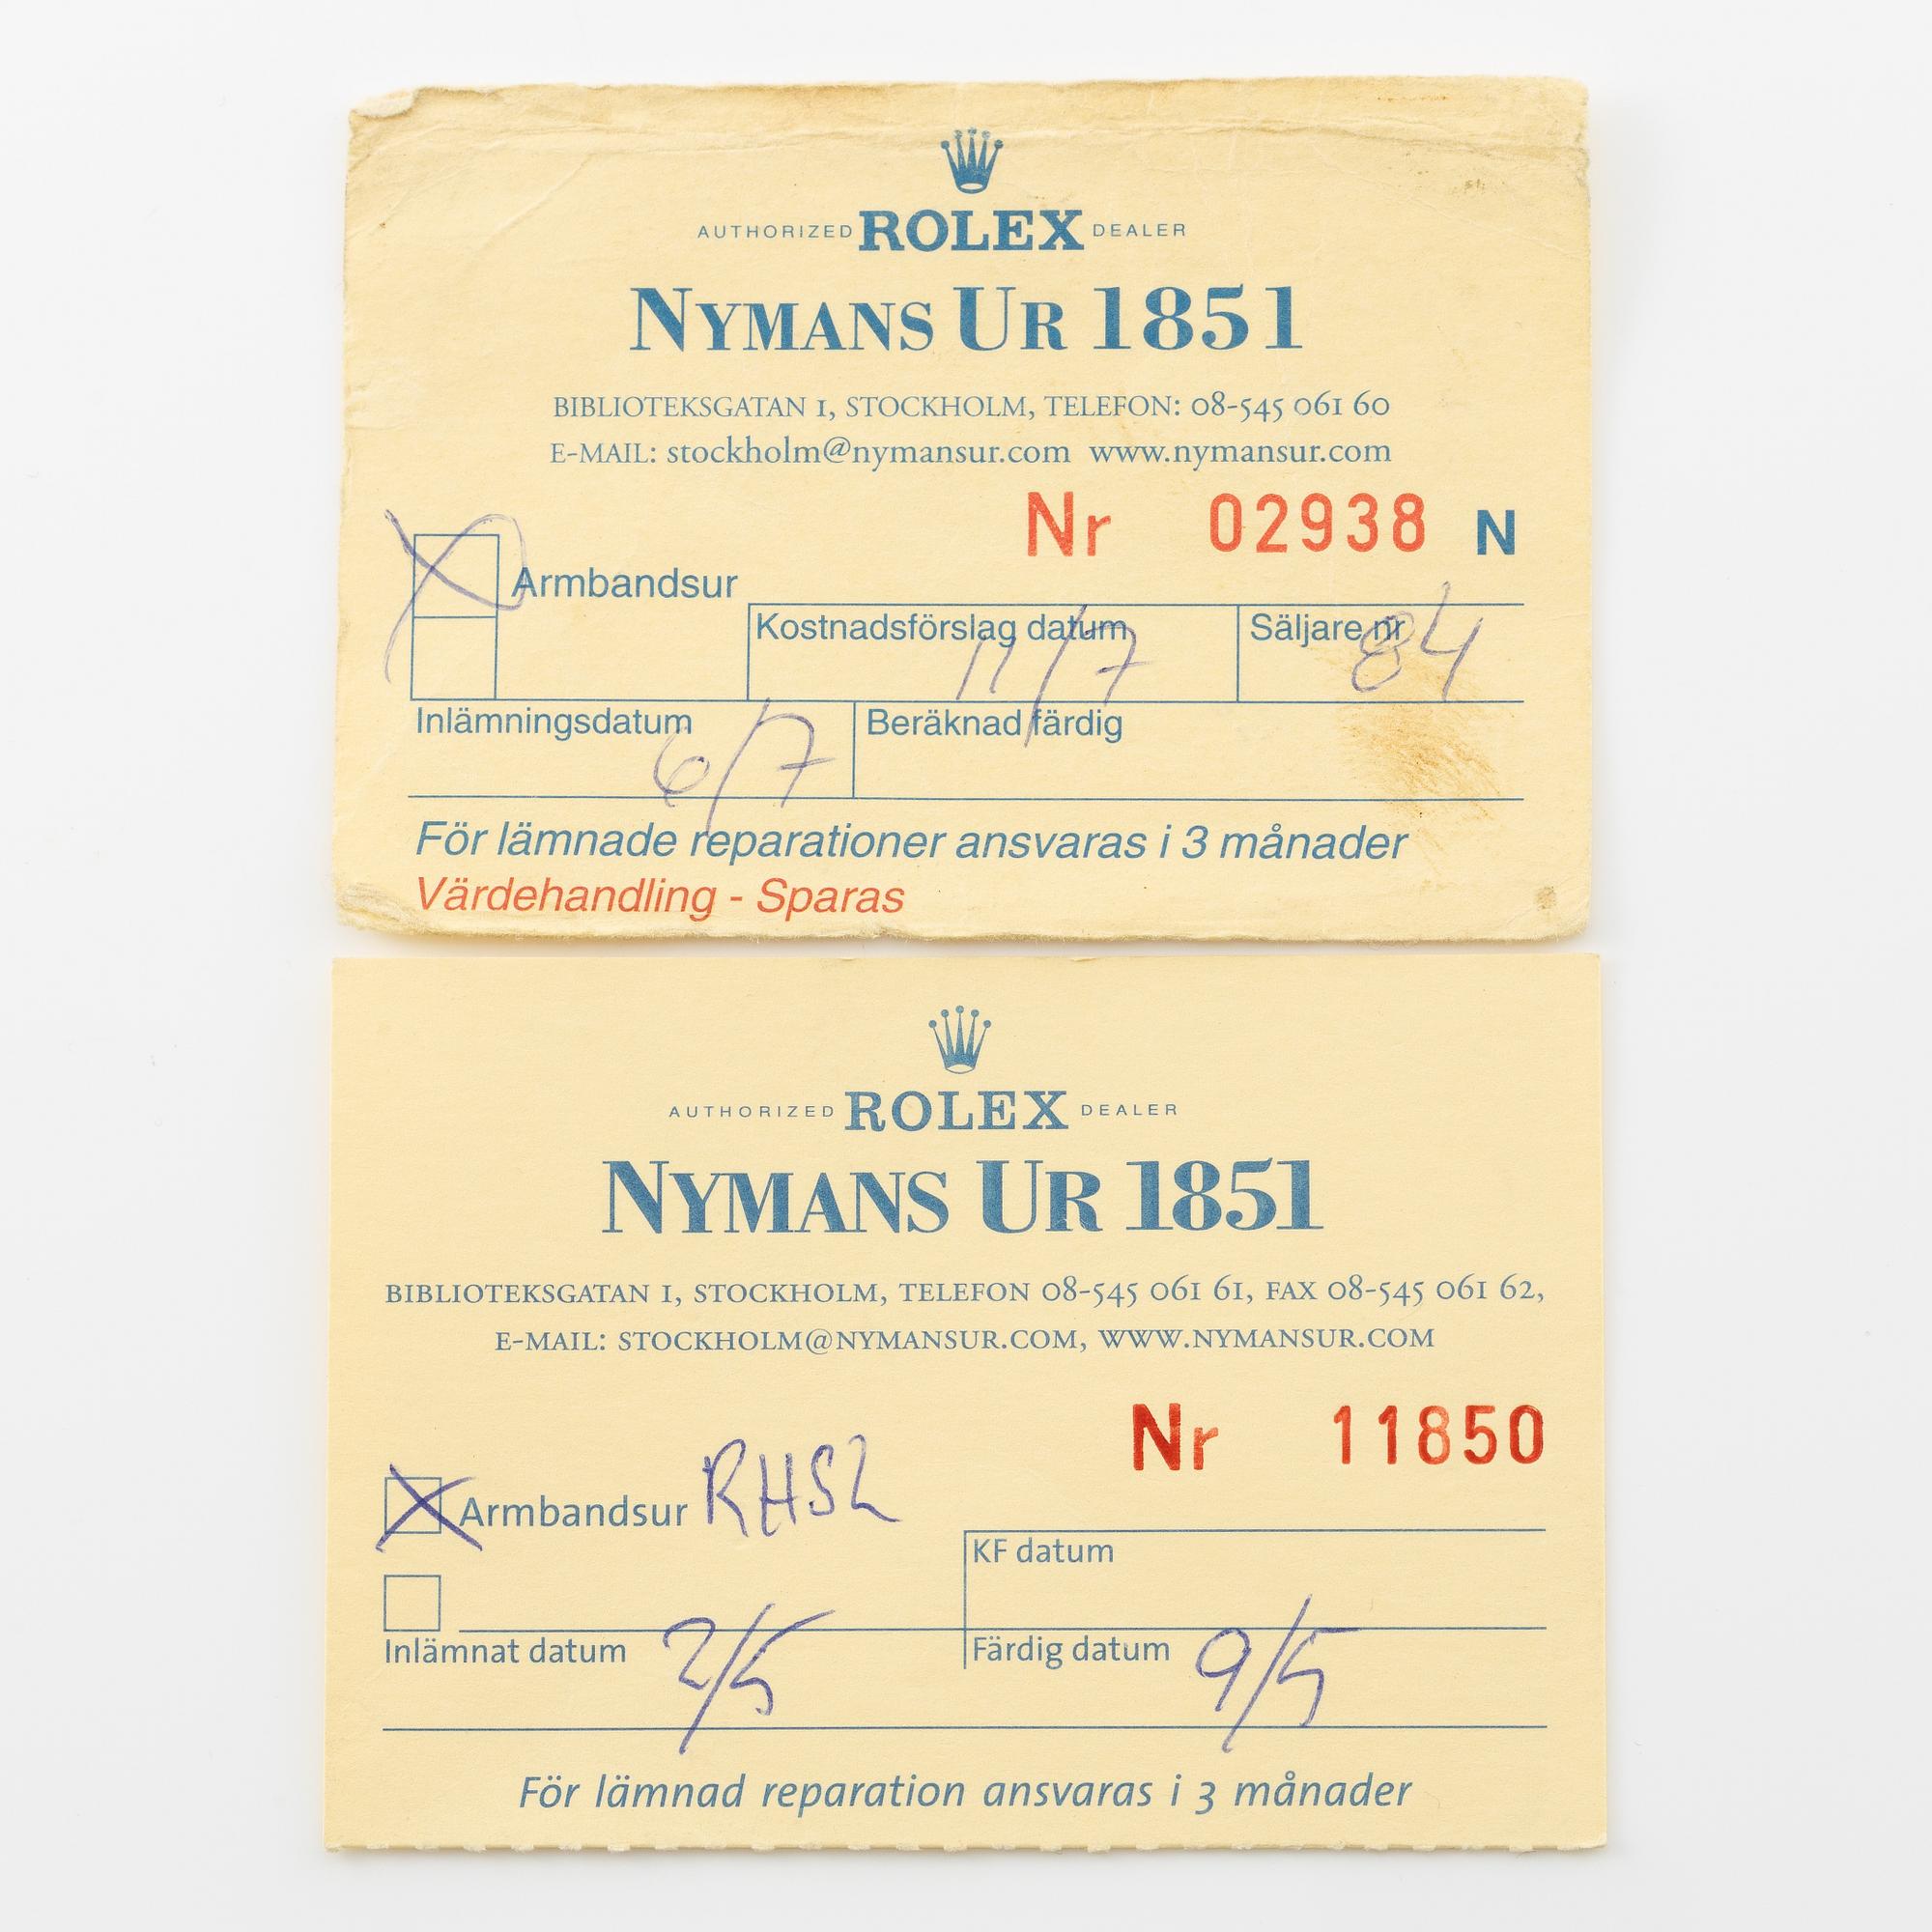 AUTHORIZED ROLEX DEALER
NYMANS UR 1851
BIBLIOTEKSGATAN 1, STOCKHOLM, TELEFON: 08-545 061 60
E-MAIL: stockholm@nymansur.com www.nymansur.com
Nr 02938 N
Armbandsur
Kostnadsförslag datum 11/7 Säljare nr 84
Inlämningsdatum 6/7 Beräknad färdig
För lämnade reparationer ansvaras i 3 månader
Värdehandling - Sparas
AUTHORIZED ROLEX DEALER
NYMANS UR 1851
BIBLIOTEKSGATAN 1, STOCKHOLM, TELEFON 08-545 061 61, FAX 08-545 061 62,
E-MAIL: STOCKHOLM@NYMANSUR.COM, WWW.NYMANSUR.COM
Nr 11850
Armbandsur
KF datum
Inlämnat datum 2/5 Färdig datum 9/5
För lämnad reparation ansvaras i 3 månader